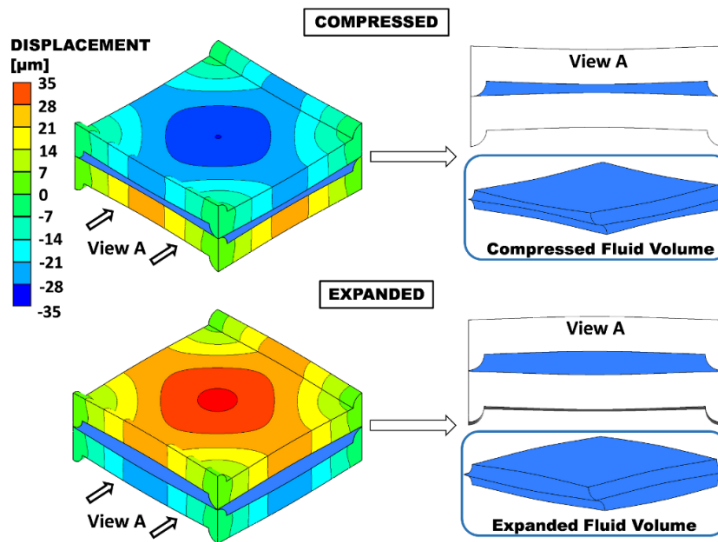 COMPRESSED
DISPLACEMENT
[µm]
35
28
21
14
7
0
-7
-14
-21
-28
-35
View A
View A
Compressed Fluid Volume
EXPANDED
View A
View A
Expanded Fluid Volume